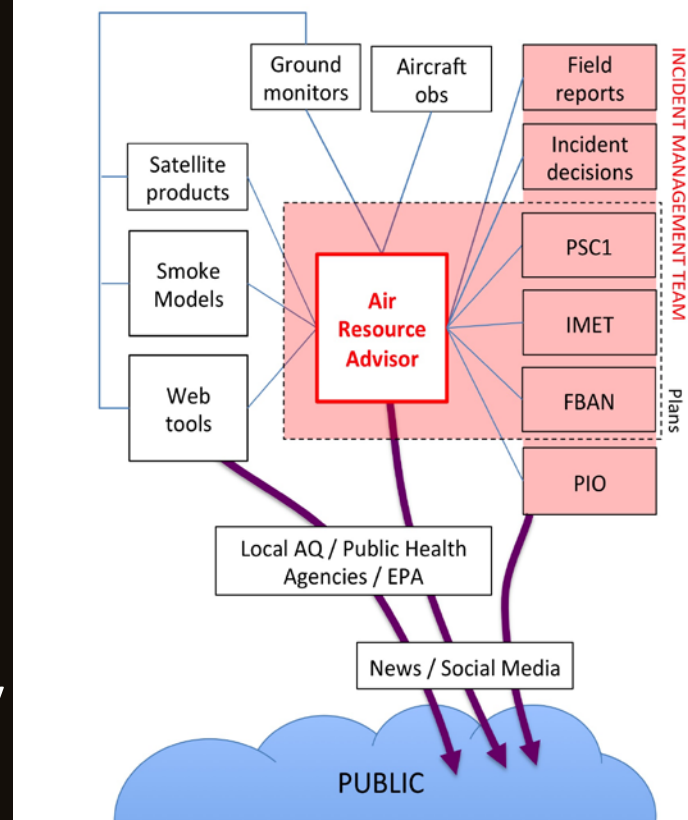 Ground
monitors
Aircraft
obs
Field
reports
Incident
decisions
INCIDENT MANAGEMENT TEAM
Satellite
products
Smoke
Models
Web
tools
Air
Resource
Advisor
PSC1
IMET
FBAN
Plans
PIO
Local AQ / Public Health
Agencies / EPA
News / Social Media
PUBLIC